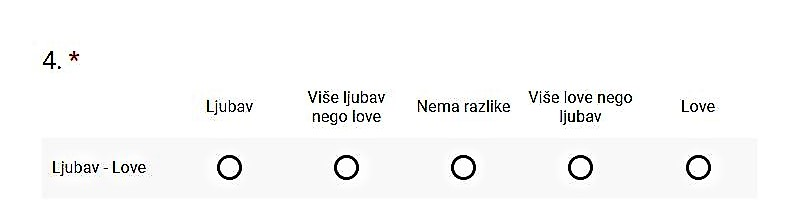 4. *
Ljubav
Više ljubav
nego love
Nema razlike
Više love nego
ljubav
Love
Ljubav - Love